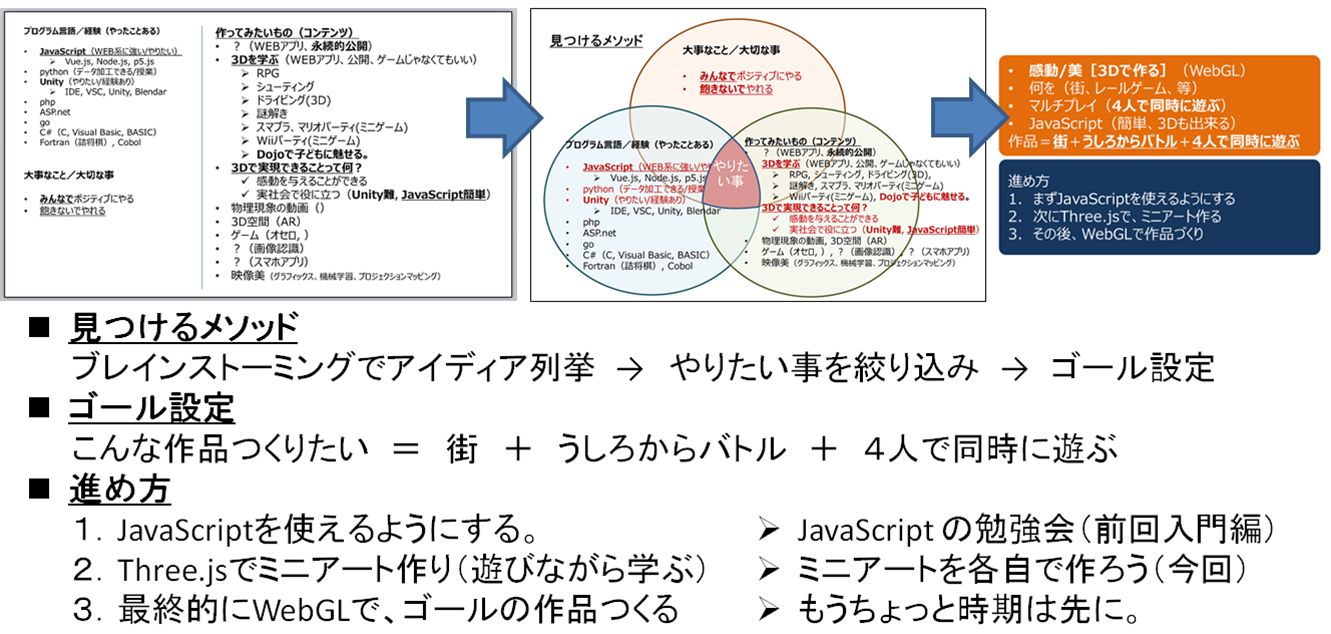 プログラム言語/経験（やったことある）
• JavaScript（WEB系に強い/やりたい）
➢ Vue.js, Node.js, p5.js
• python（データ加工できる/授業）
• Unity（やりたい/経験あり）
➢ IDE, VSC, Unity, Blendar
• php
• ASP.net
• go
• C#（C, Visual Basic, BASIC)
• Fortran（詰将棋）, Cobol
大事なこと／大切な事
• みんなでポジティブにやる
• 飽きないでやれる
作ってみたいもの（コンテンツ）
• ？（WEBアプリ、永続的公開）
• 3Dを学ぶ（WEBアプリ、公開、ゲームじゃなくてもいい）
➢ RPG
➢ シューティング
➢ ドライビング(3D)
➢ 謎解き
➢ スマブラ、マリオパーティ(ミニゲーム)
➢ Wiiパーティ(ミニゲーム)
➢ Dojoで子どもに魅せる。
• 3Dで実現できることって何？
✓ 感動を与えることができる
✓ 実社会で役に立つ（Unity難, JavaScript簡単）
• 物理現象の動画（）
• 3D空間（AR）
• ゲーム（オセロ, ）
• ？（画像認識）
• ？（スマホアプリ）
• 映像美（グラフィックス、機械学習、プロジェクションマッピング）
見つけるメソッド
大事なこと／大切な事
• みんなでポジティブにやる
• 飽きないでやれる
プログラム言語/経験（やったことある）
• JavaScript（WEB系に強い/やり
➢ Vue.js, Node.js, p5.js
• python（データ加工できる/授業
• Unity（やりたい/経験あり）
➢ IDE, VSC, Unity, Blendar
• php
• ASP.net
• go
• C#（C, Visual Basic, BASIC)
• Fortran（詰将棋）, Cobol
やりた
い事
作ってみたいもの（コンテンツ）
• ？（WEBアプリ、永続的公開）
• 3Dを学ぶ（WEBアプリ、公開、ゲームじゃなくてもいい）
➢ RPG, シューティング, ドライビング(3D),
➢ 謎解き, スマブラ, マリオパーティ(ミニゲーム)
➢ Wiiパーティ(ミニゲーム), Dojoで子どもに魅せる。
• 3Dで実現できることって何？
✓ 感動を与えることができる
✓ 実社会で役に立つ（Unity難, JavaScript簡単）
• 物理現象の動画, 3D空間（AR）
• ゲーム（オセロ, ）, ？（画像認識）, ？（スマホアプリ）
• 映像美（グラフィックス、機械学習、プロジェクションマッピング）
• 感動/美［3Dで作る］（WebGL）
• 何を（街、レールゲーム、等）
• マルチプレイ（4人で同時に遊ぶ）
• JavaScript（簡単、3Dも出来る）
作品＝街＋うしろからバトル＋４人で同時に遊ぶ
進め方
1. まずJavaScriptを使えるようにする
2. 次にThree.jsで、ミニアート作る
3. その後、WebGLで作品づくり
■ 見つけるメソッド
ブレインストーミングでアイディア列挙 → やりたい事を絞り込み → ゴール設定
■ ゴール設定
こんな作品つくりたい ＝ 街 ＋ うしろからバトル ＋ ４人で同時に遊ぶ
■ 進め方
１．JavaScriptを使えるようにする。 ➢ JavaScript の勉強会（前回入門編）
２．Three.jsでミニアート作り（遊びながら学ぶ） ➢ ミニアートを各自で作ろう（今回）
３．最終的にWebGLで、ゴールの作品つくる ➢ もうちょっと時期は先に。